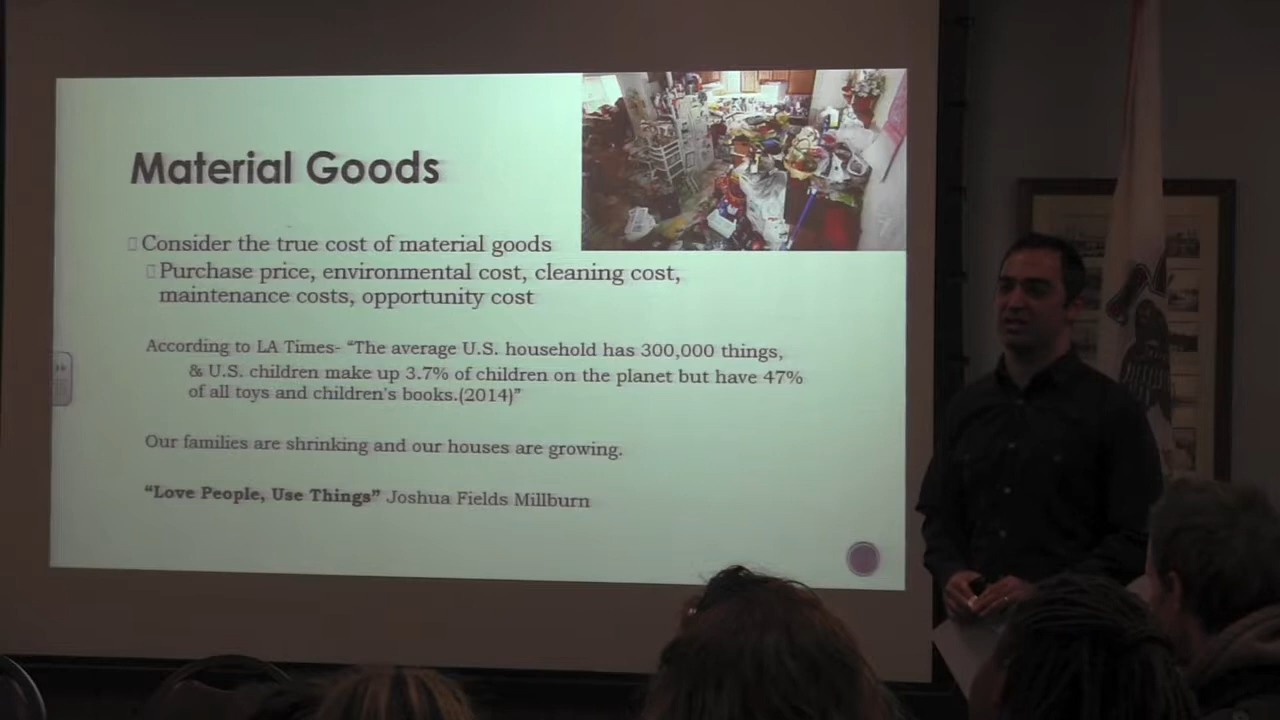 Material Goods
Consider the true cost of material goods
Purchase price, environmental cost, cleaning cost,
maintenance costs, opportunity cost
According to LA Times- “The average U.S. household has 300,000 things,
& U.S. children make up 3.7% of children on the planet but have 47%
of all toys and children's books.(2014)”
Our families are shrinking and our houses are growing.
“Love People, Use Things” Joshua Fields Millburn